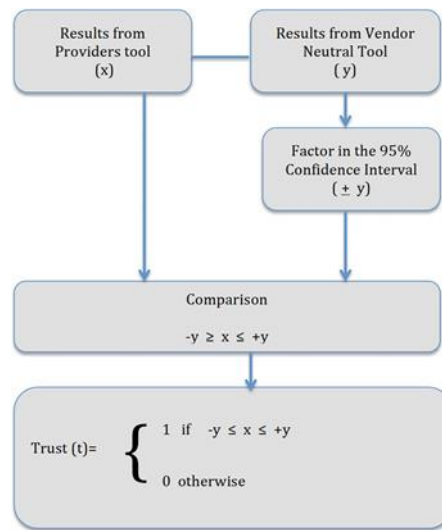 Results from
Providers tool
(x)
Results from Vendor
Neutral Tool
( y)
Factor in the 95%
Confidence Interval
( ± y)
Comparison
-y ≥ x ≤ +y
Trust (t)= { 1 if -y ≤ x ≤ +y
0 otherwise